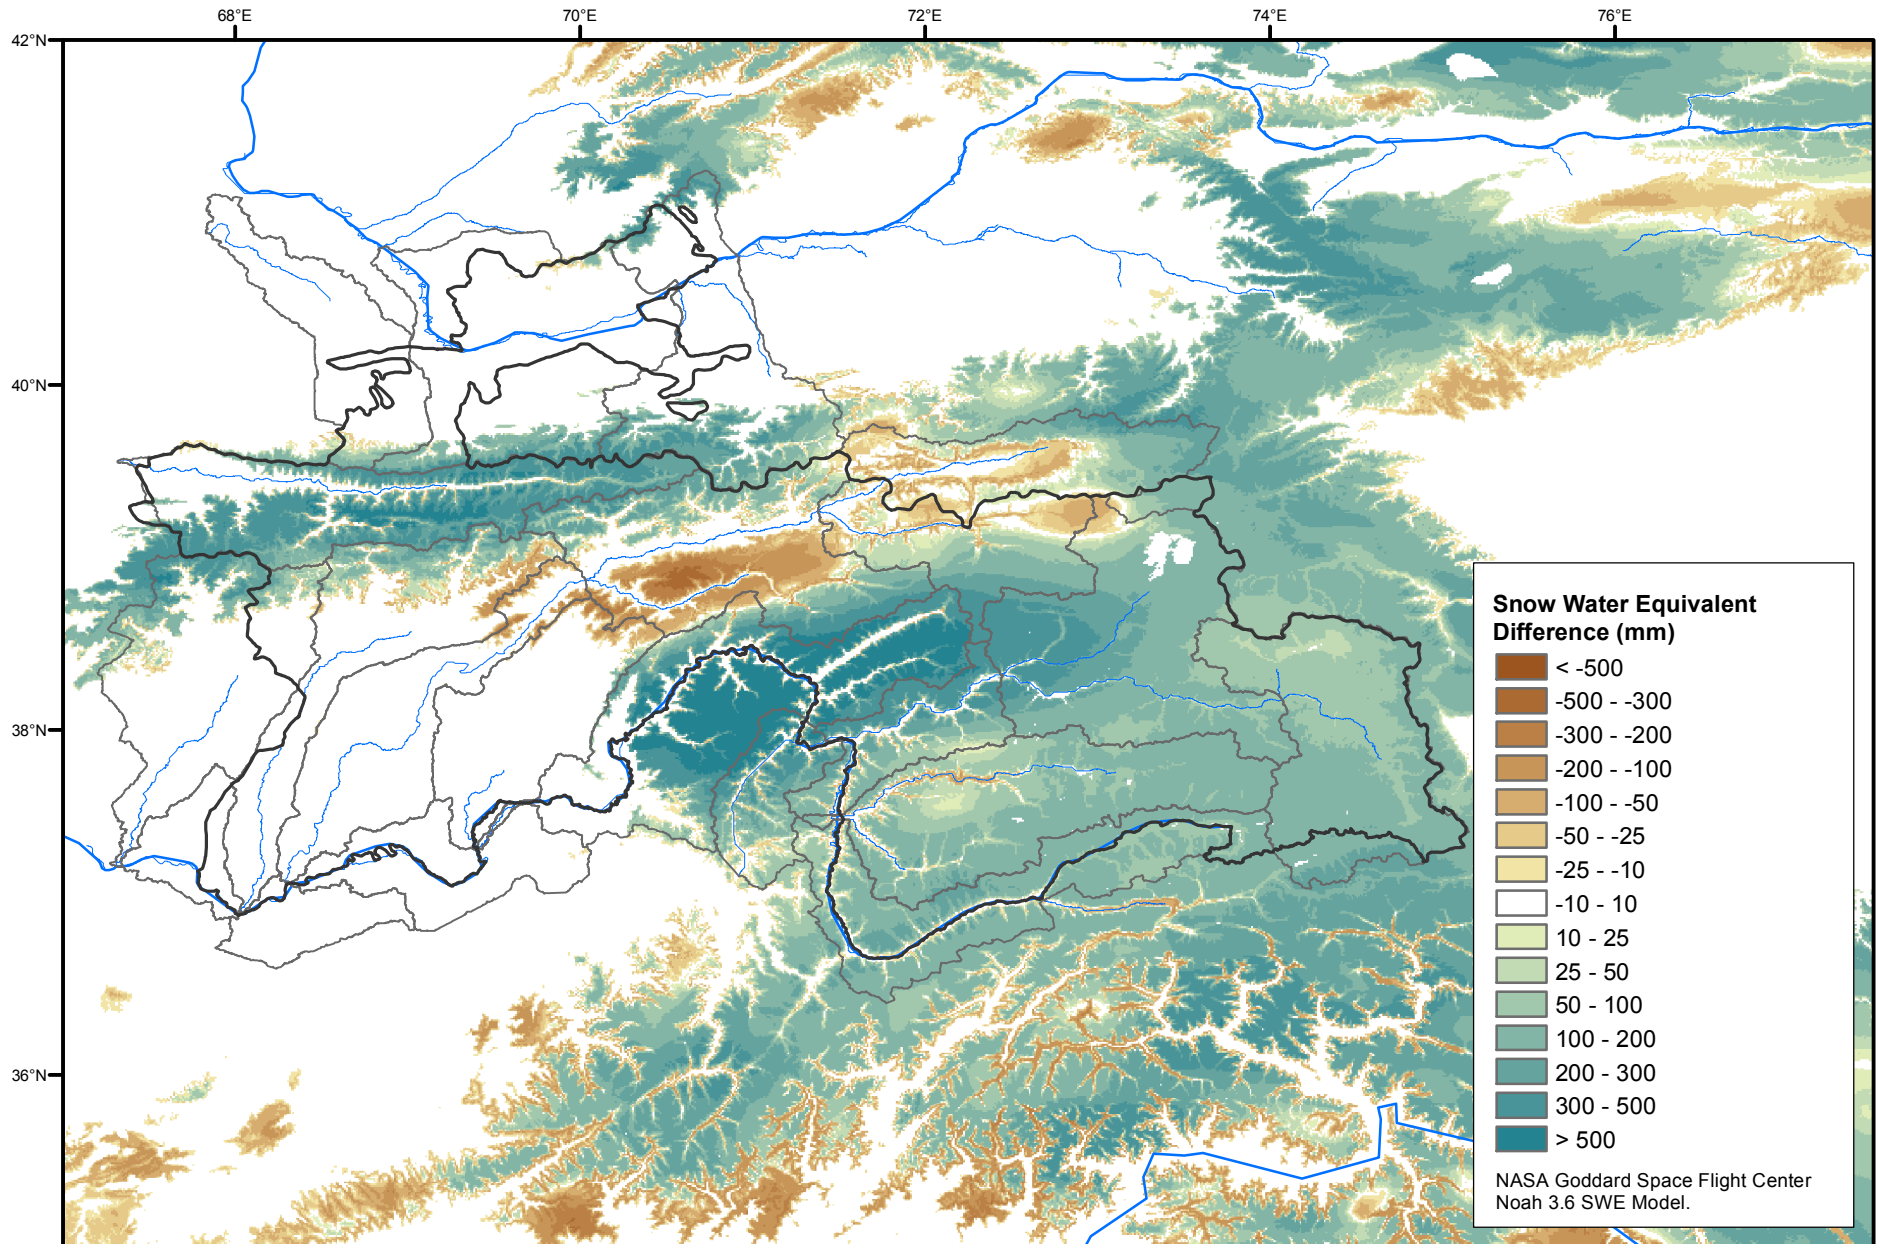 68°E
70°E
72°E
74°E
76°E
42°N
40°N
38°N
36°N
Snow Water Equivalent
Difference (mm)
< -500
-500 - -300
-300 - -200
-200 - -100
-100 - -50
-50 - -25
-25 - -10
-10 - 10
10 - 25
25 - 50
50 - 100
100 - 200
200 - 300
300 - 500
> 500
NASA Goddard Space Flight Center
Noah 3.6 SWE Model.